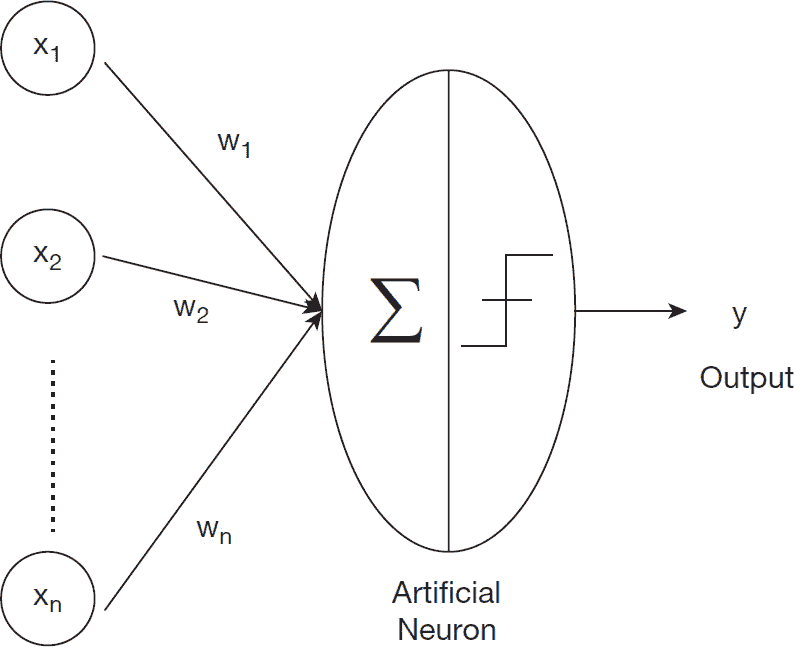 x₁
w₁
x₂
w₂
∑
y
Output
wₙ
xₙ
Artificial
Neuron